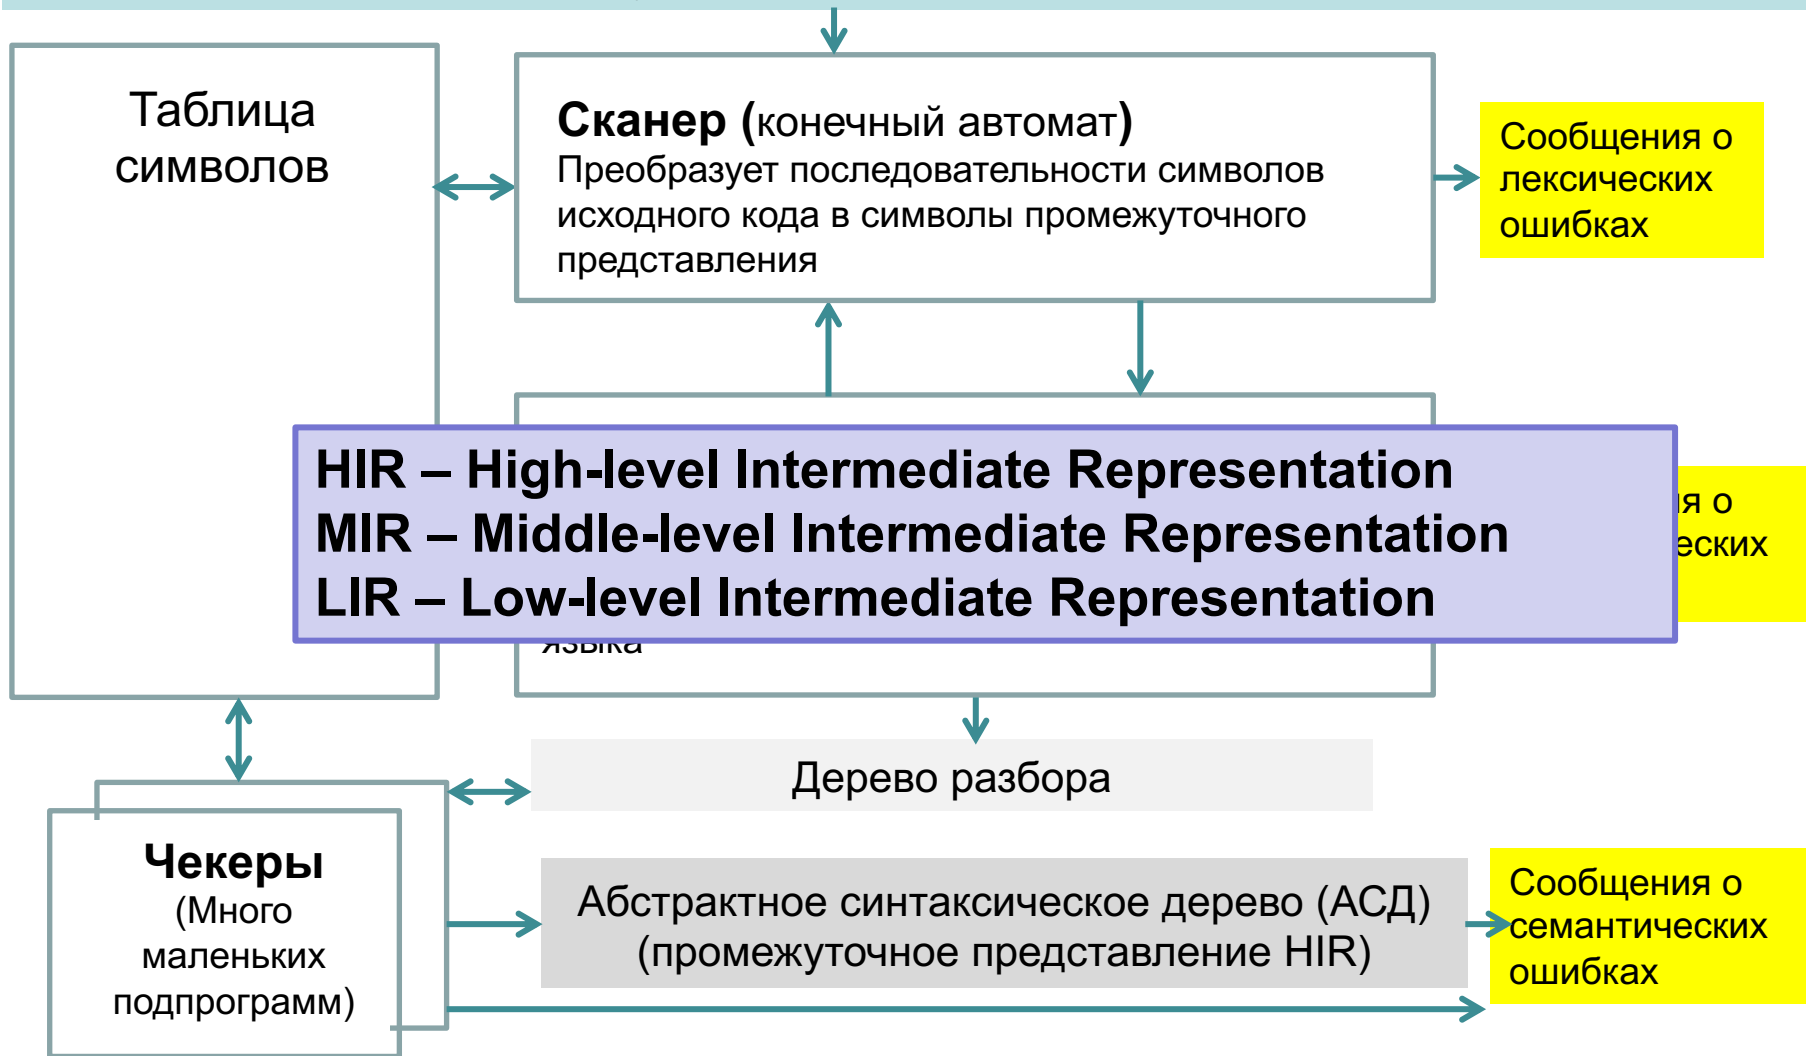 Таблица
символов
Сканер (конечный автомат)
Преобразует последовательности символов
исходного кода в символы промежуточного
представления
Сообщения о
лексических
ошибках
HIR – High-level Intermediate Representation
MIR – Middle-level Intermediate Representation
LIR – Low-level Intermediate Representation
о
языка
Дерево разбора
Чекеры
(Много
маленьких
подпрограмм)
Абстрактное синтаксическое дерево (АСД)
(промежуточное представление HIR)
Сообщения о
семантических
ошибках